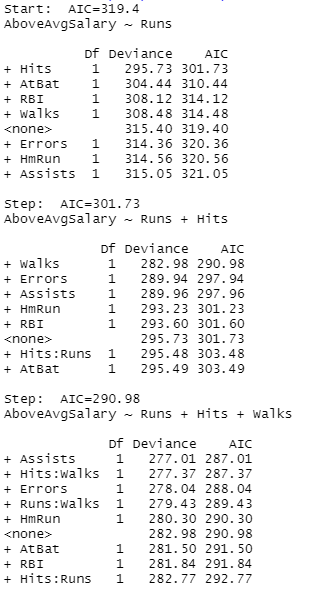 Start:  AIC=319.4
AboveAvgSalary ~ Runs
Df Deviance AIC
+ Hits 1 295.73 301.73
+ AtBat 1 304.44 310.44
+ RBI 1 308.12 314.12
+ Walks 1 308.48 314.48
<none> 315.40 319.40
+ Errors 1 314.36 320.36
+ HmRun 1 314.56 320.56
+ Assists 1 315.05 321.05
Step:  AIC=301.73
AboveAvgSalary ~ Runs + Hits
Df Deviance AIC
+ Walks 1 282.98 290.98
+ Errors 1 289.94 297.94
+ Assists 1 289.96 297.96
+ HmRun 1 293.23 301.23
+ RBI 1 293.60 301.60
<none> 295.73 301.73
+ Hits:Runs 1 295.48 303.48
+ AtBat 1 295.49 303.49
Step:  AIC=290.98
AboveAvgSalary ~ Runs + Hits + Walks
Df Deviance AIC
+ Assists 1 277.01 287.01
+ Hits:Walks 1 277.37 287.37
+ Errors 1 278.04 288.04
+ Runs:Walks 1 279.43 289.43
+ HmRun 1 280.30 290.30
<none> 282.98 290.98
+ AtBat 1 281.50 291.50
+ RBI 1 281.84 291.84
+ Hits:Runs 1 282.77 292.77